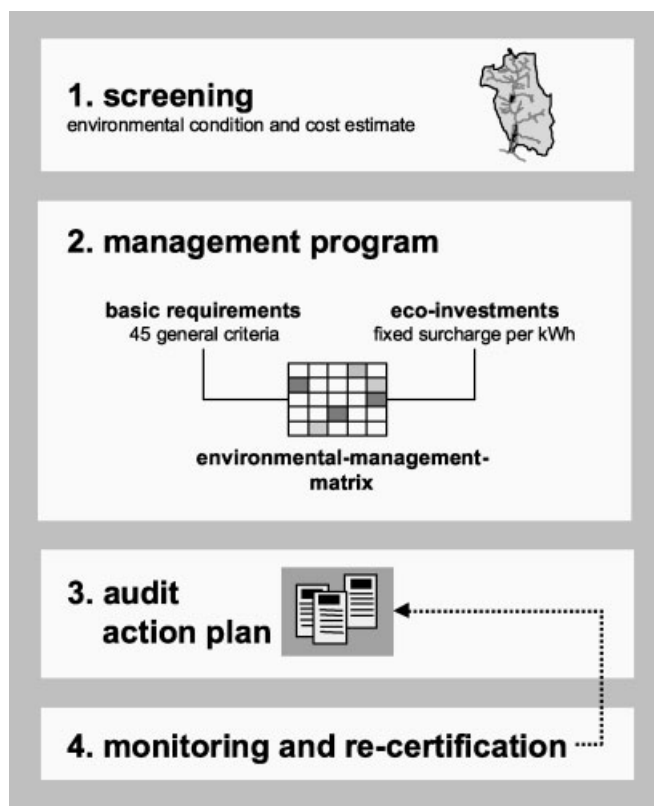 1. screening
environmental condition and cost estimate
2. management program
basic requirements
45 general criteria
eco-investments
fixed surcharge per kWh
environmental-management-
matrix
3. audit
action plan
4. monitoring and re-certification